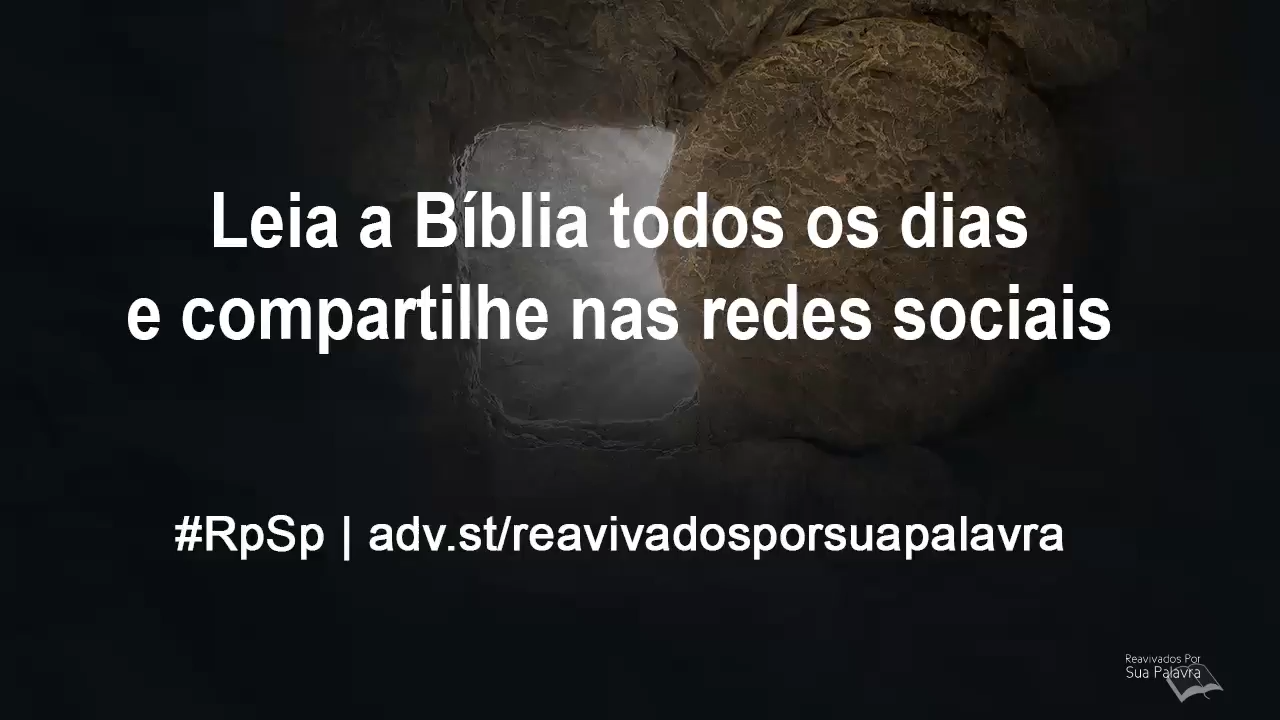 Leia a Bíblia todos os dias
e compartilhe nas redes sociais
#RpSp | adv.st/reavivadosporsuapalavra
Reavivados Por
Sua Palavra